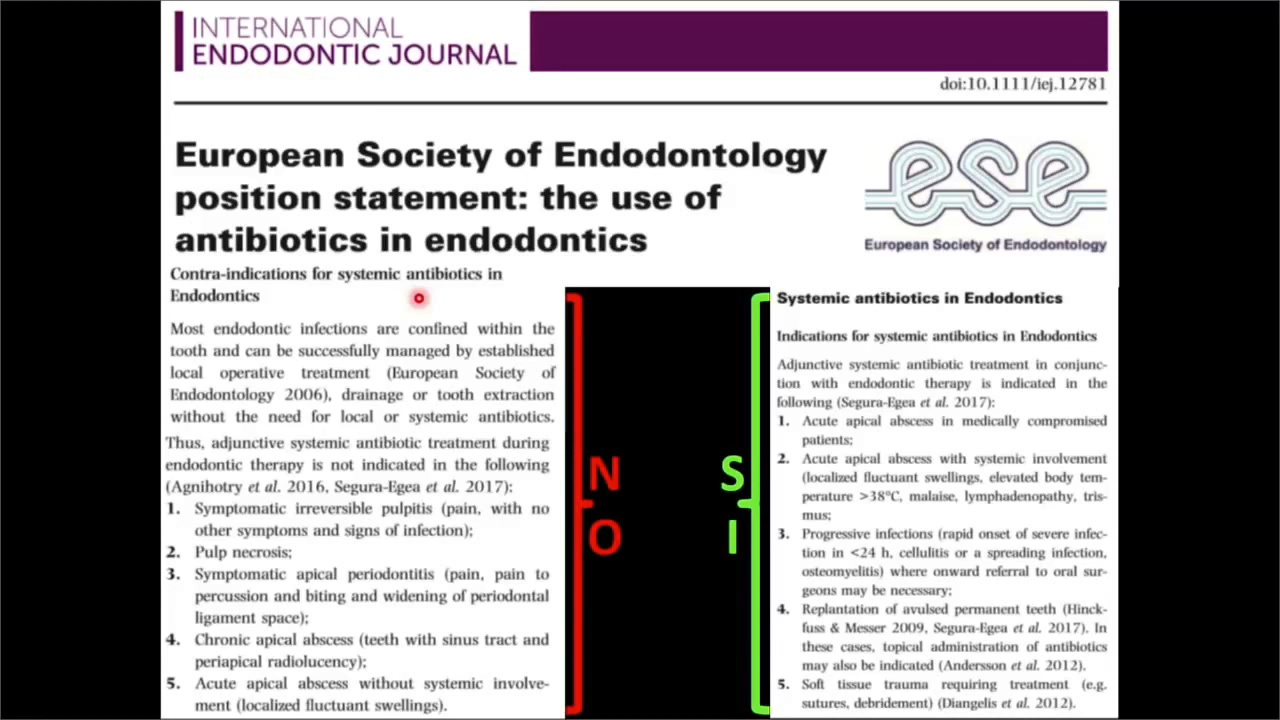 INTERNATIONAL
ENDODONTIC JOURNAL
doi:10.1111/iej.12781
European Society of Endodontology
position statement: the use of
antibiotics in endodontics
ese
European Society of Endodontology
Contra-indications for systemic antibiotics in
Endodontics
Most endodontic infections are confined within the
tooth and can be successfully managed by established
local operative treatment (European Society of
Endodontology 2006), drainage or tooth extraction
without the need for local or systemic antibiotics.
Thus, adjunctive systemic antibiotic treatment during
endodontic therapy is not indicated in the following
(Agnihotry et al. 2016, Segura-Egea et al. 2017):
1. Symptomatic irreversible pulpitis (pain, with no
other symptoms and signs of infection);
2. Pulp necrosis;
3. Symptomatic apical periodontitis (pain, pain to
percussion and biting and widening of periodontal
ligament space);
4. Chronic apical abscess (teeth with sinus tract and
periapical radiolucency);
5. Acute apical abscess without systemic involve-
ment (localized fluctuant swellings).
N
O
S
I
Systemic antibiotics in Endodontics
Indications for systemic antibiotics in Endodontics
Adjunctive systemic antibiotic treatment in conjunc-
tion with endodontic therapy is indicated in the
following (Segura-Egea et al. 2017):
1. Acute apical abscess in medically compromised
patients;
2. Acute apical abscess with systemic involvement
(localized fluctuant swellings, elevated body tem-
perature >38°C, malaise, lymphadenopathy, tris-
mus;
3. Progressive infections (rapid onset of severe infec-
tion in <24 h, cellulitis or a spreading infection,
osteomyelitis) where onward referral to oral sur-
geons may be necessary;
4. Replantation of avulsed permanent teeth (Hinck-
fuss & Messer 2009, Segura-Egea et al. 2017). In
these cases, topical administration of antibiotics
may also be indicated (Andersson et al. 2012).
5. Soft tissue trauma requiring treatment (e.g.
sutures, debridement) (Diangelis et al. 2012).